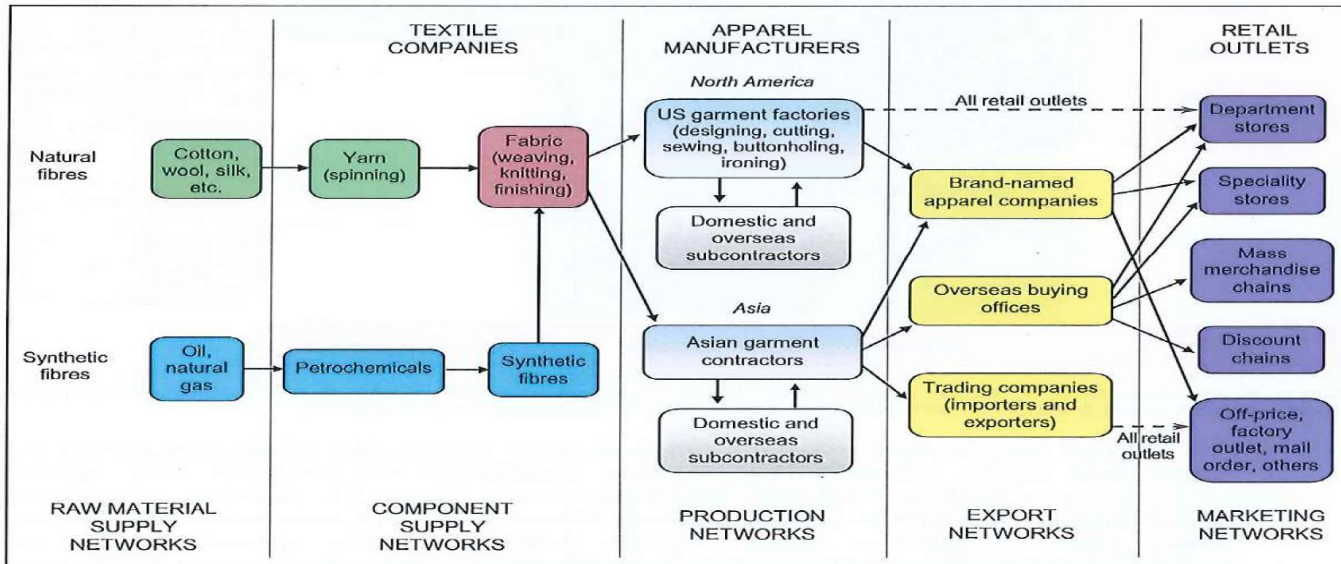 TEXTILE
COMPANIES
APPAREL
MANUFACTURERS
RETAIL
OUTLETS
North America
All retail outlets
Natural
fibres
Cotton,
wool, silk,
etc.
Yarn
(spinning)
Fabric
(weaving,
knitting,
finishing)
US garment factories
(designing, cutting,
sewing, buttonholing,
ironing)
Domestic and
overseas
subcontractors
Brand-named
apparel companies
Department
stores
Speciality
stores
Mass
merchandise
chains
Asia
Overseas buying
offices
Discount
chains
Synthetic
fibres
Oil,
natural
gas
Petrochemicals
Synthetic
fibres
Asian garment
contractors
Domestic and
overseas
subcontractors
Trading companies
(importers and
exporters)
All retail
outlets
Off-price,
factory
outlet, mail
order, others
RAW MATERIAL
SUPPLY
NETWORKS
COMPONENT
SUPPLY
NETWORKS
PRODUCTION
NETWORKS
EXPORT
NETWORKS
MARKETING
NETWORKS